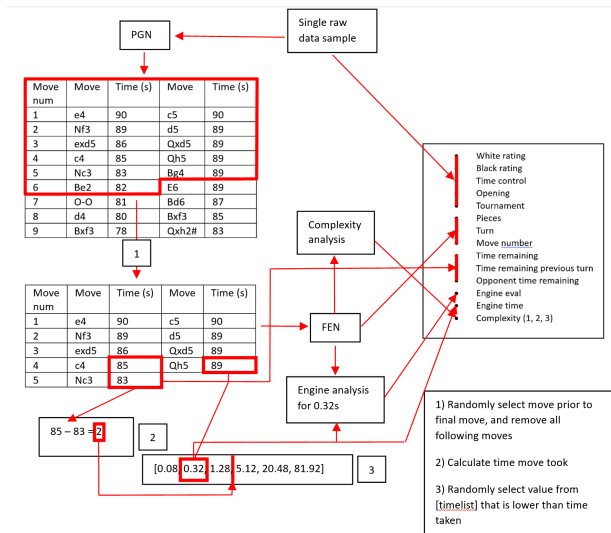 Single raw
data sample
PGN
Move num Move Time (s) Move Time (s)
1 e4 90 c5 90
2 Nf3 89 d5 89
3 exd5 86 Qxd5 89
4 c4 85 Qh5 89
5 Nc3 83 Bg4 89
6 Be2 82 E6 89
7 O-O 81 Bd6 87
8 d4 80 Bxf3 85
9 Bxf3 78 Qxh2# 83
White rating
Black rating
Time control
Opening
Tournament
Pieces
Turn
Move number
Time remaining
Time remaining previous turn
Opponent time remaining
Engine eval
Engine time
Complexity (1, 2, 3)
Complexity
analysis
1
Move num Move Time (s) Move Time (s)
1 e4 90 c5 90
2 Nf3 89 d5 89
3 exd5 86 Qxd5 89
4 c4 85 Qh5 89
5 Nc3 83
FEN
Engine analysis
for 0.32s
85 – 83 = 2
2
[0.08, 0.32, 1.28, 5.12, 20.48, 81.92]
3
1) Randomly select move prior to
final move, and remove all
following moves
2) Calculate time move took
3) Randomly select value from
[timelist] that is lower than time
taken